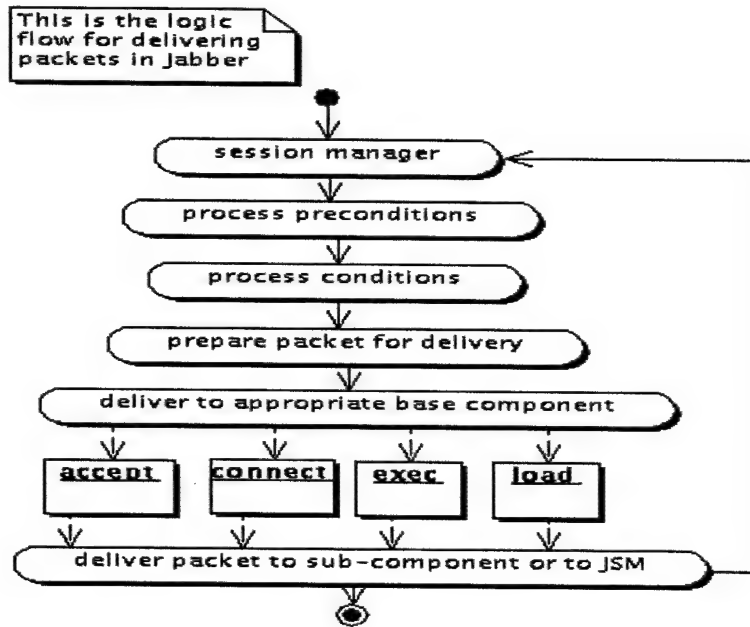 This is the logic
flow for delivering
packets in Jabber
session manager
process preconditions
process conditions
prepare packet for delivery
deliver to appropriate base component
accept
connect
exec
load
deliver packet to sub-component or to JSM